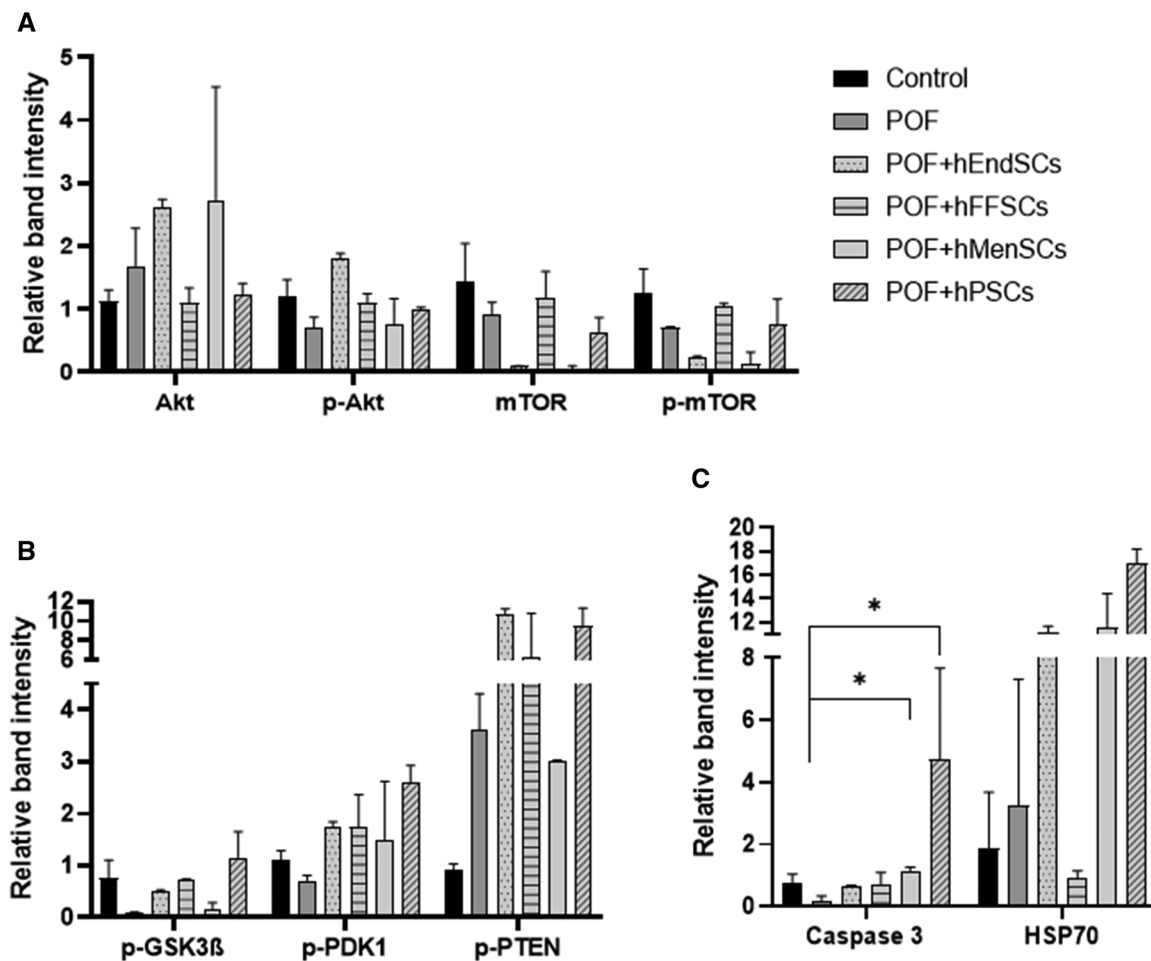 A
Relative band intensity
5
4
3
2
1
0
Akt
p-Akt
mTOR
p-mTOR
Control
POF
POF+hEndSCs
POF+hFFSCs
POF+hMenSCs
POF+hPSCs
B
Relative band intensity
12
10
8
6
4
3
2
1
0
p-GSK3ß
p-PDK1
p-PTEN
C
Relative band intensity
20
18
16
14
12
8
6
4
2
0
*
*
Caspase 3
HSP70